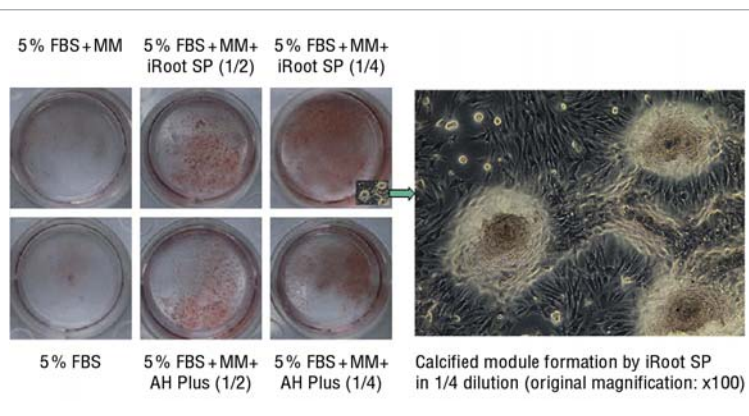 5% FBS+MM
5% FBS+MM+
iRoot SP (1/2)
5% FBS+MM+
iRoot SP (1/4)
5% FBS
5% FBS+MM+
AH Plus (1/2)
5% FBS+MM+
AH Plus (1/4)
Calcified module formation by iRoot SP
in 1/4 dilution (original magnification: x100)